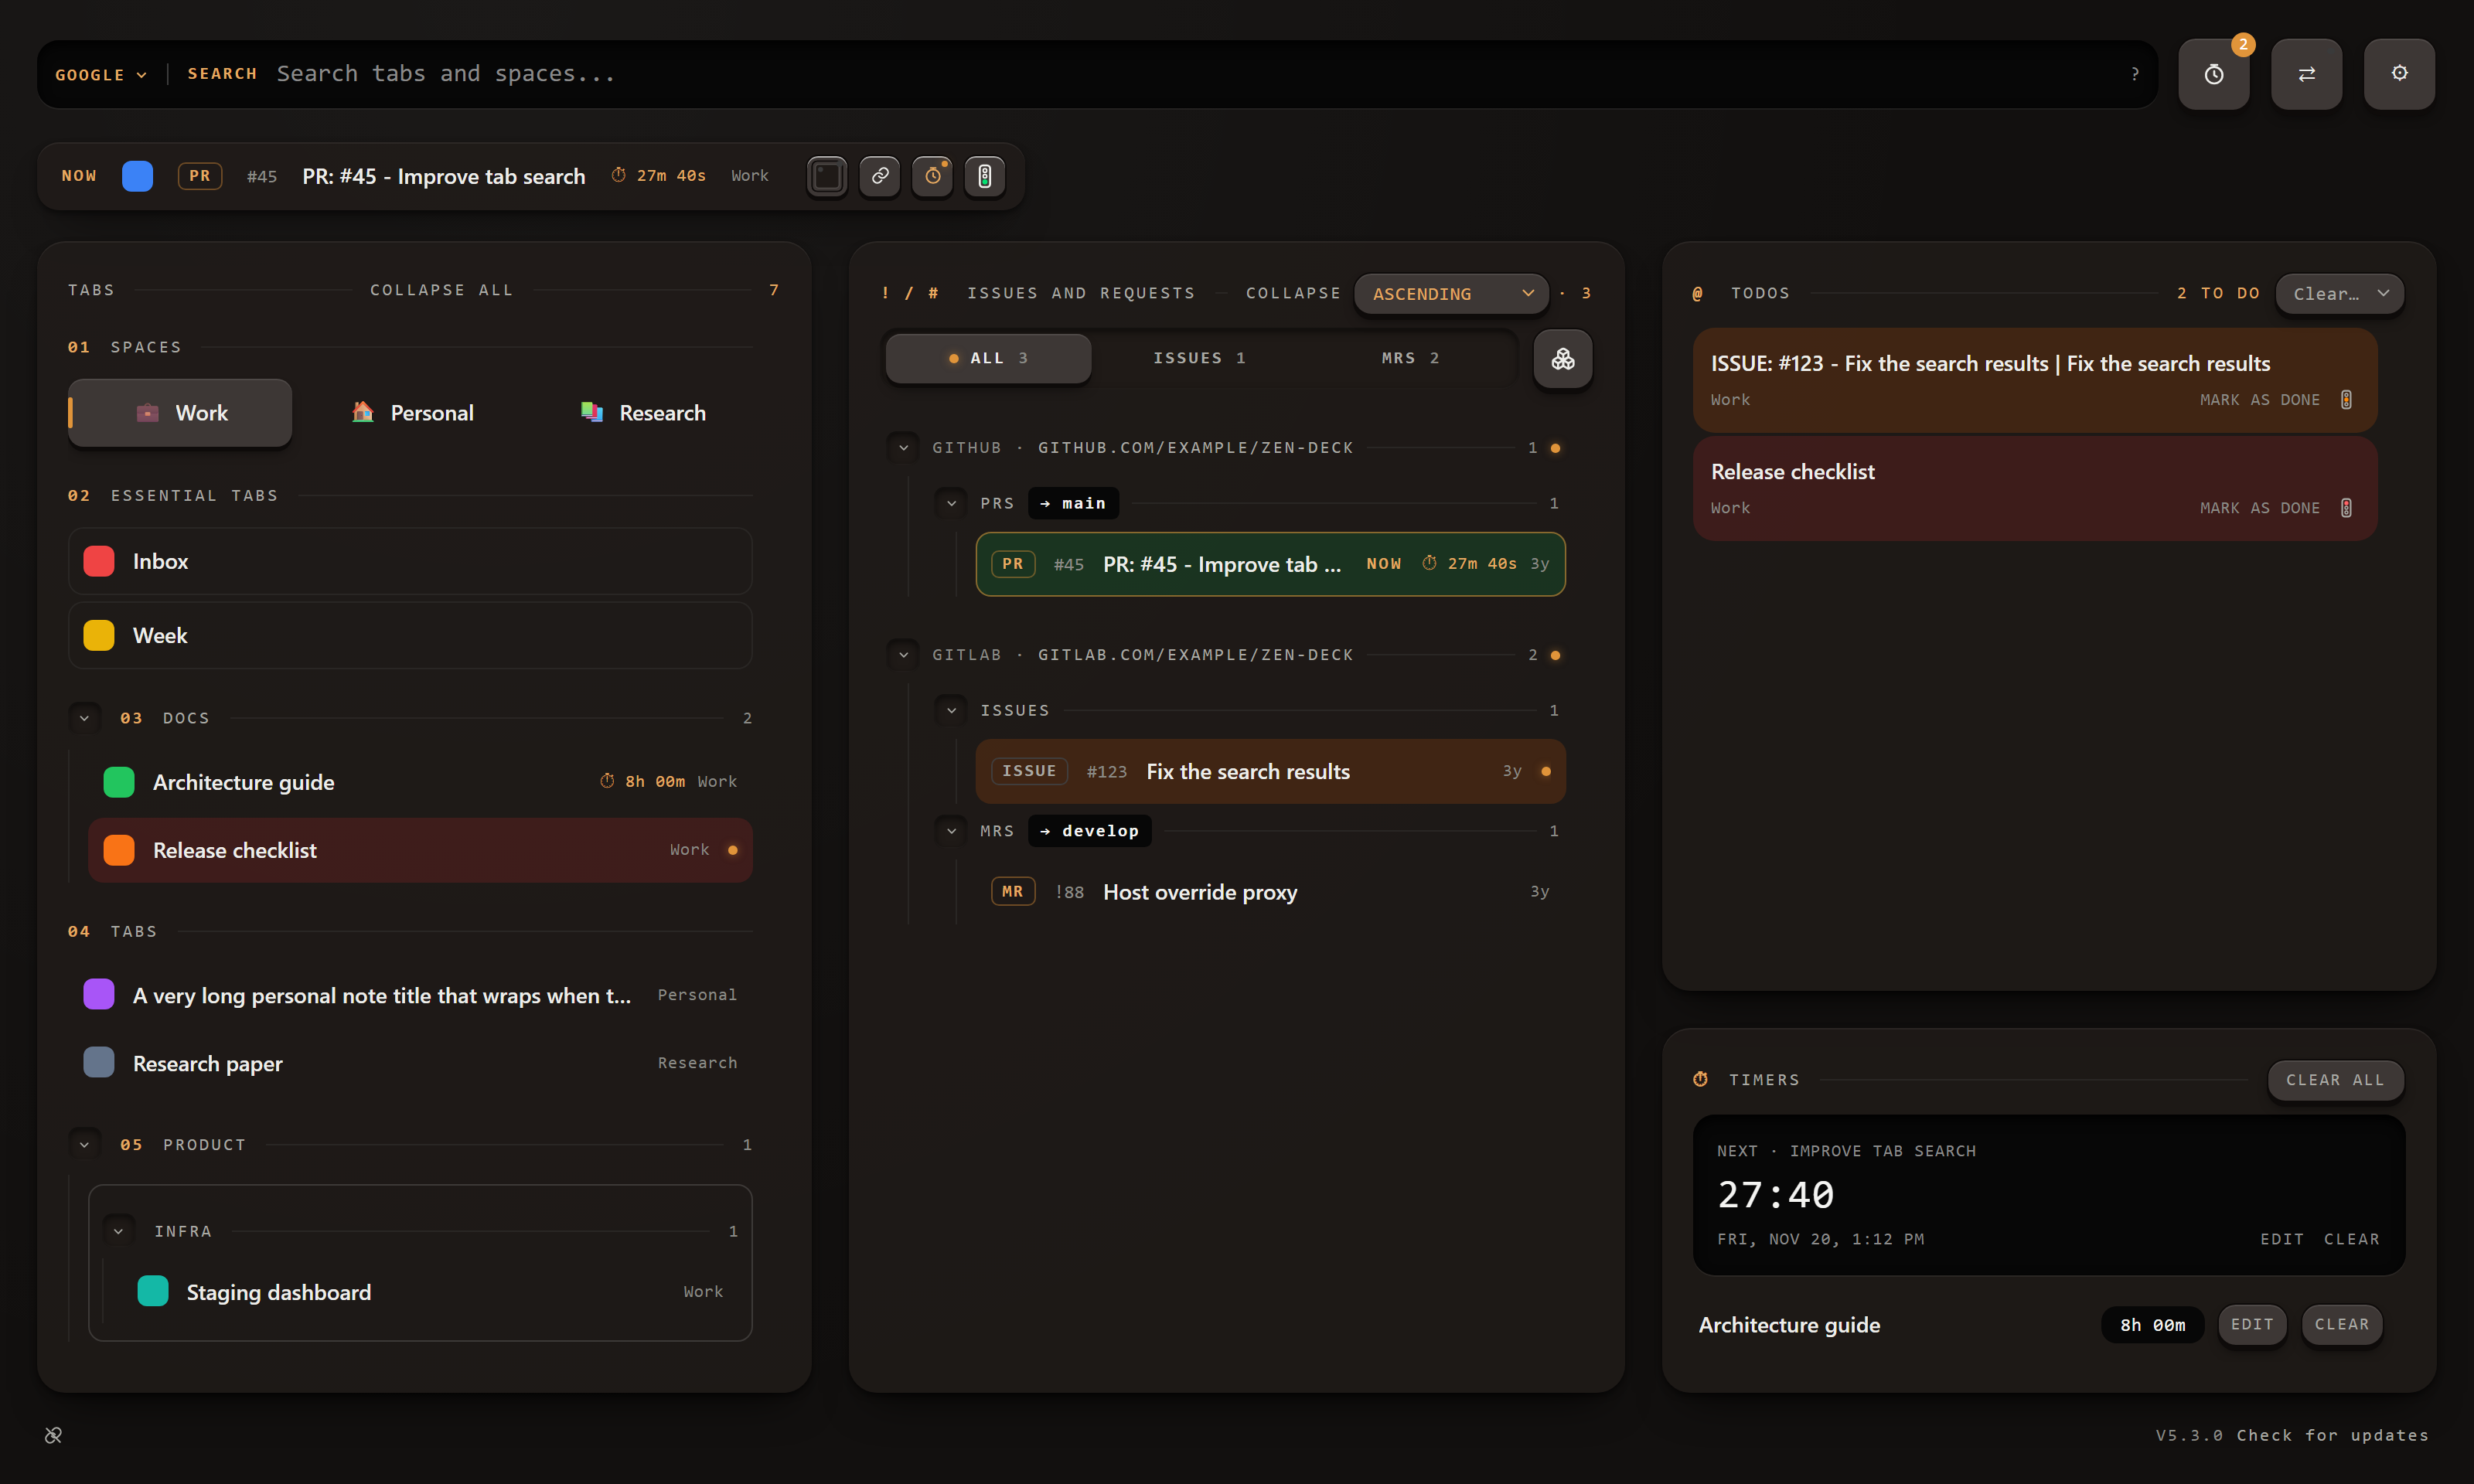 GOOGLE SEARCH Search tabs and spaces... ? 2
NOW PR #45 PR: #45 - Improve tab search 27m 40s Work
TABS COLLAPSE ALL 7
01 SPACES
Work Personal Research
02 ESSENTIAL TABS
Inbox
Week
03 DOCS 2
Architecture guide 8h 00m Work
Release checklist Work
04 TABS
A very long personal note title that wraps when t... Personal
Research paper Research
05 PRODUCT 1
INFRA 1
Staging dashboard Work
! / # ISSUES AND REQUESTS COLLAPSE ASCENDING · 3
ALL 3 ISSUES 1 MRS 2
GITHUB · GITHUB.COM/EXAMPLE/ZEN-DECK 1
PRS → main 1
PR #45 PR: #45 - Improve tab ... NOW 27m 40s 3y
GITLAB · GITLAB.COM/EXAMPLE/ZEN-DECK 2
ISSUES 1
ISSUE #123 Fix the search results 3y
MRS → develop 1
MR !88 Host override proxy 3y
@ TODOS 2 TO DO Clear...
ISSUE: #123 - Fix the search results | Fix the search results
Work MARK AS DONE
Release checklist
Work MARK AS DONE
TIMERS CLEAR ALL
NEXT · IMPROVE TAB SEARCH
27:40
FRI, NOV 20, 1:12 PM EDIT CLEAR
Architecture guide 8h 00m EDIT CLEAR
V5.3.0 Check for updates